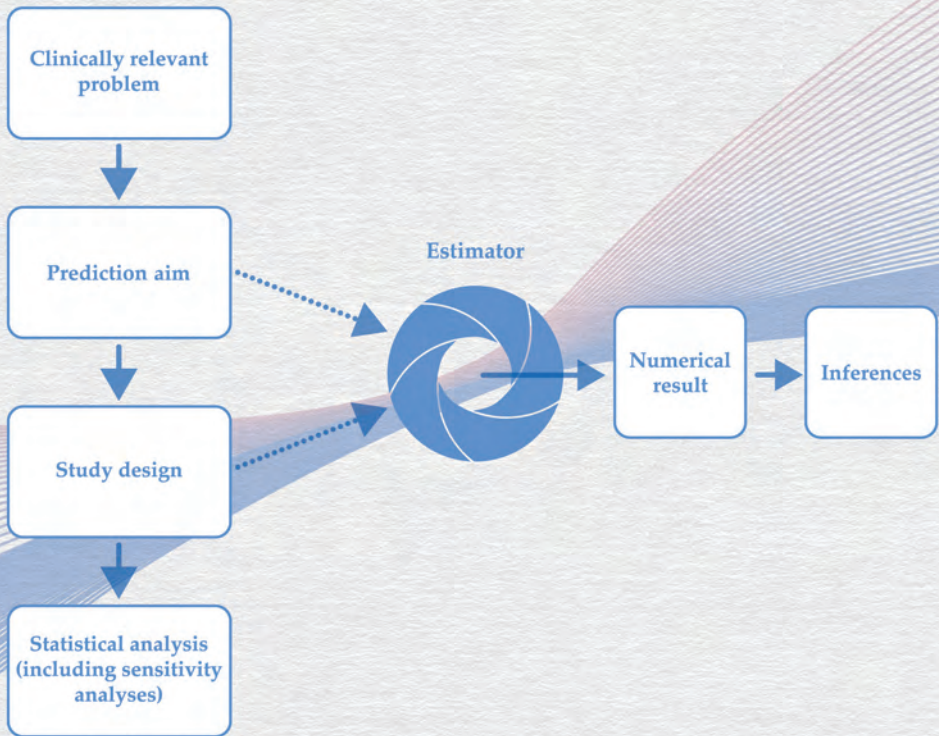 Clinically relevant
problem
Prediction aim
Study design
Statistical analysis
(including sensitivity
analyses)
Estimator
Numerical
result
Inferences